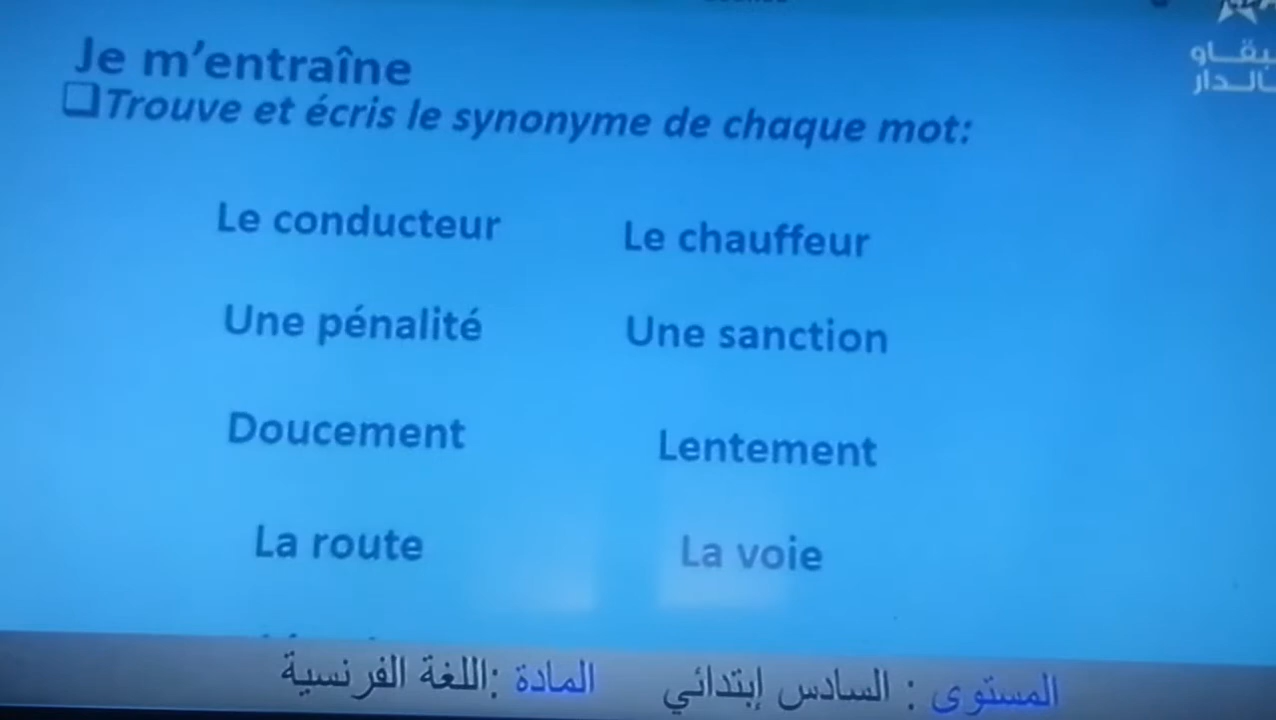 Je m'entraîne
❑Trouve et écris le synonyme de chaque mot:
Le conducteur Le chauffeur
Une pénalité Une sanction
Doucement Lentement
La route La voie
المستوى : السادس إبتدائي المادة :اللغة الفرنسية